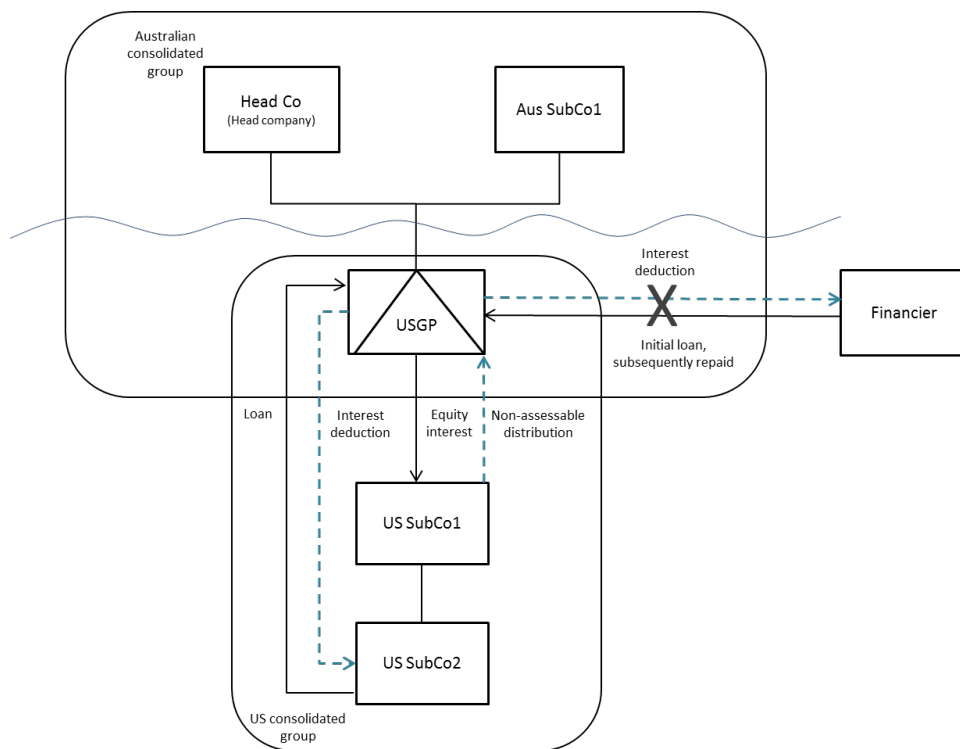 Australian
consolidated
group
Head Co
(Head company)
Aus SubCo1
Interest
deduction
USGP
Financier
Initial loan,
subsequently repaid
Loan
Interest
deduction
Equity
interest
Non-assessable
distribution
US SubCo1
US SubCo2
US consolidated
group